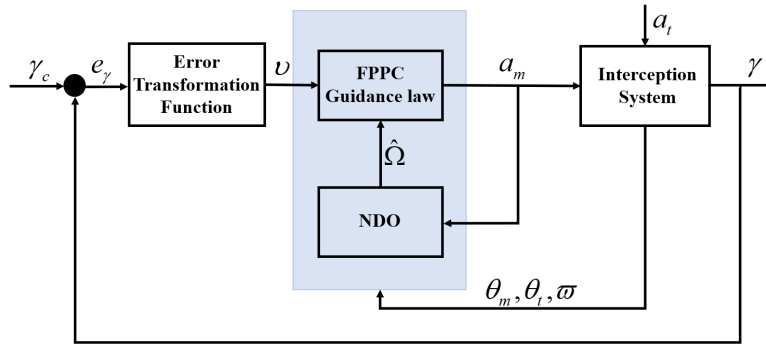 a_t
γ_c
e_γ
Error
Transformation
Function
υ
FPPC
Guidance law
a_m
Interception
System
γ
Ω̂
NDO
θ_m, θ_t, ϖ